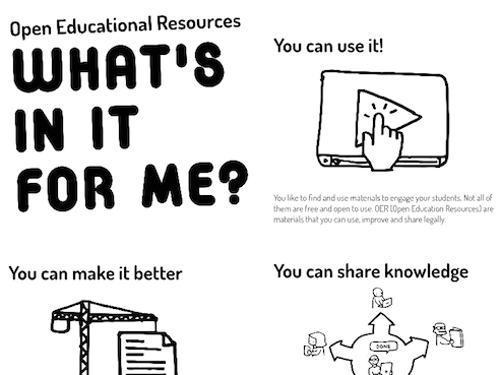 Open Educational Resources
WHAT'S
IN IT
FOR ME?
You can use it!
You like to find and use materials to engage your students. Not all of
them are free and open to use. OER (Open Education Resources) are
materials that you can use, improve and share legally.
You can make it better
You can share knowledge
DONE